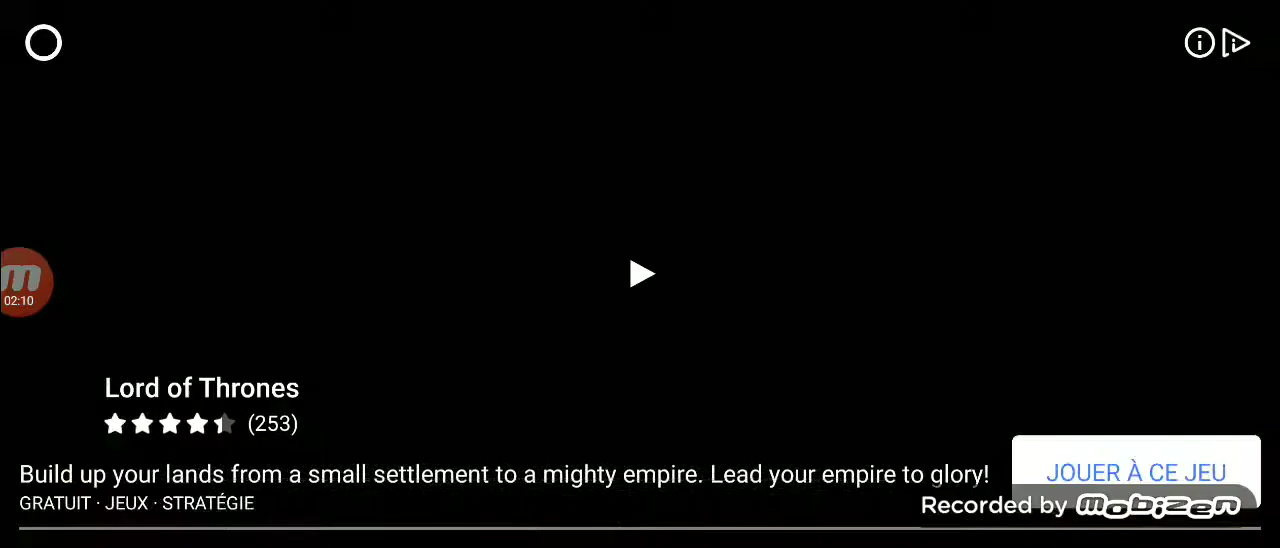 m
02:10
Lord of Thrones
(253)
Build up your lands from a small settlement to a mighty empire. Lead your empire to glory!
JOUER À CE JEU
GRATUIT · JEUX · STRATÉGIE
Recorded by mobizen